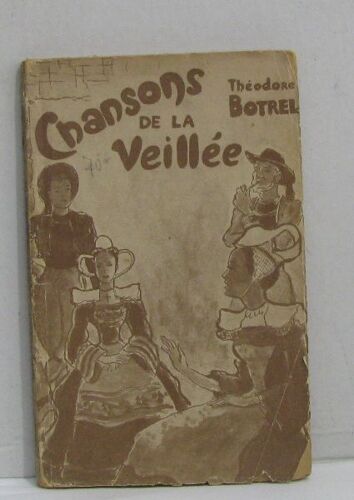 Chansons
DE LA
Veillée
Théodore
BOTREL